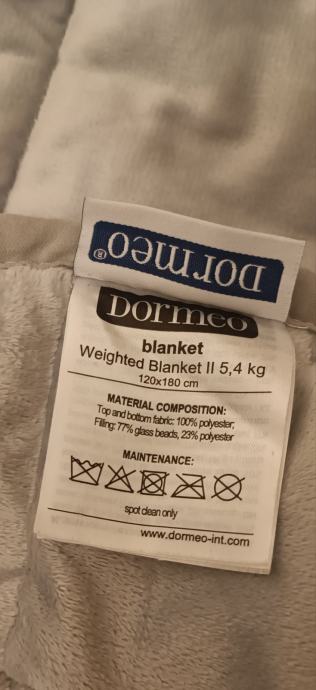 Dormeo®
Dormeo
blanket
Weighted Blanket II 5,4 kg
120x180 cm
MATERIAL COMPOSITION:
Top and bottom fabric: 100% polyester;
Filling: 77% glass beads, 23% polyester
MAINTENANCE:
spot clean only
www.dormeo-int.com